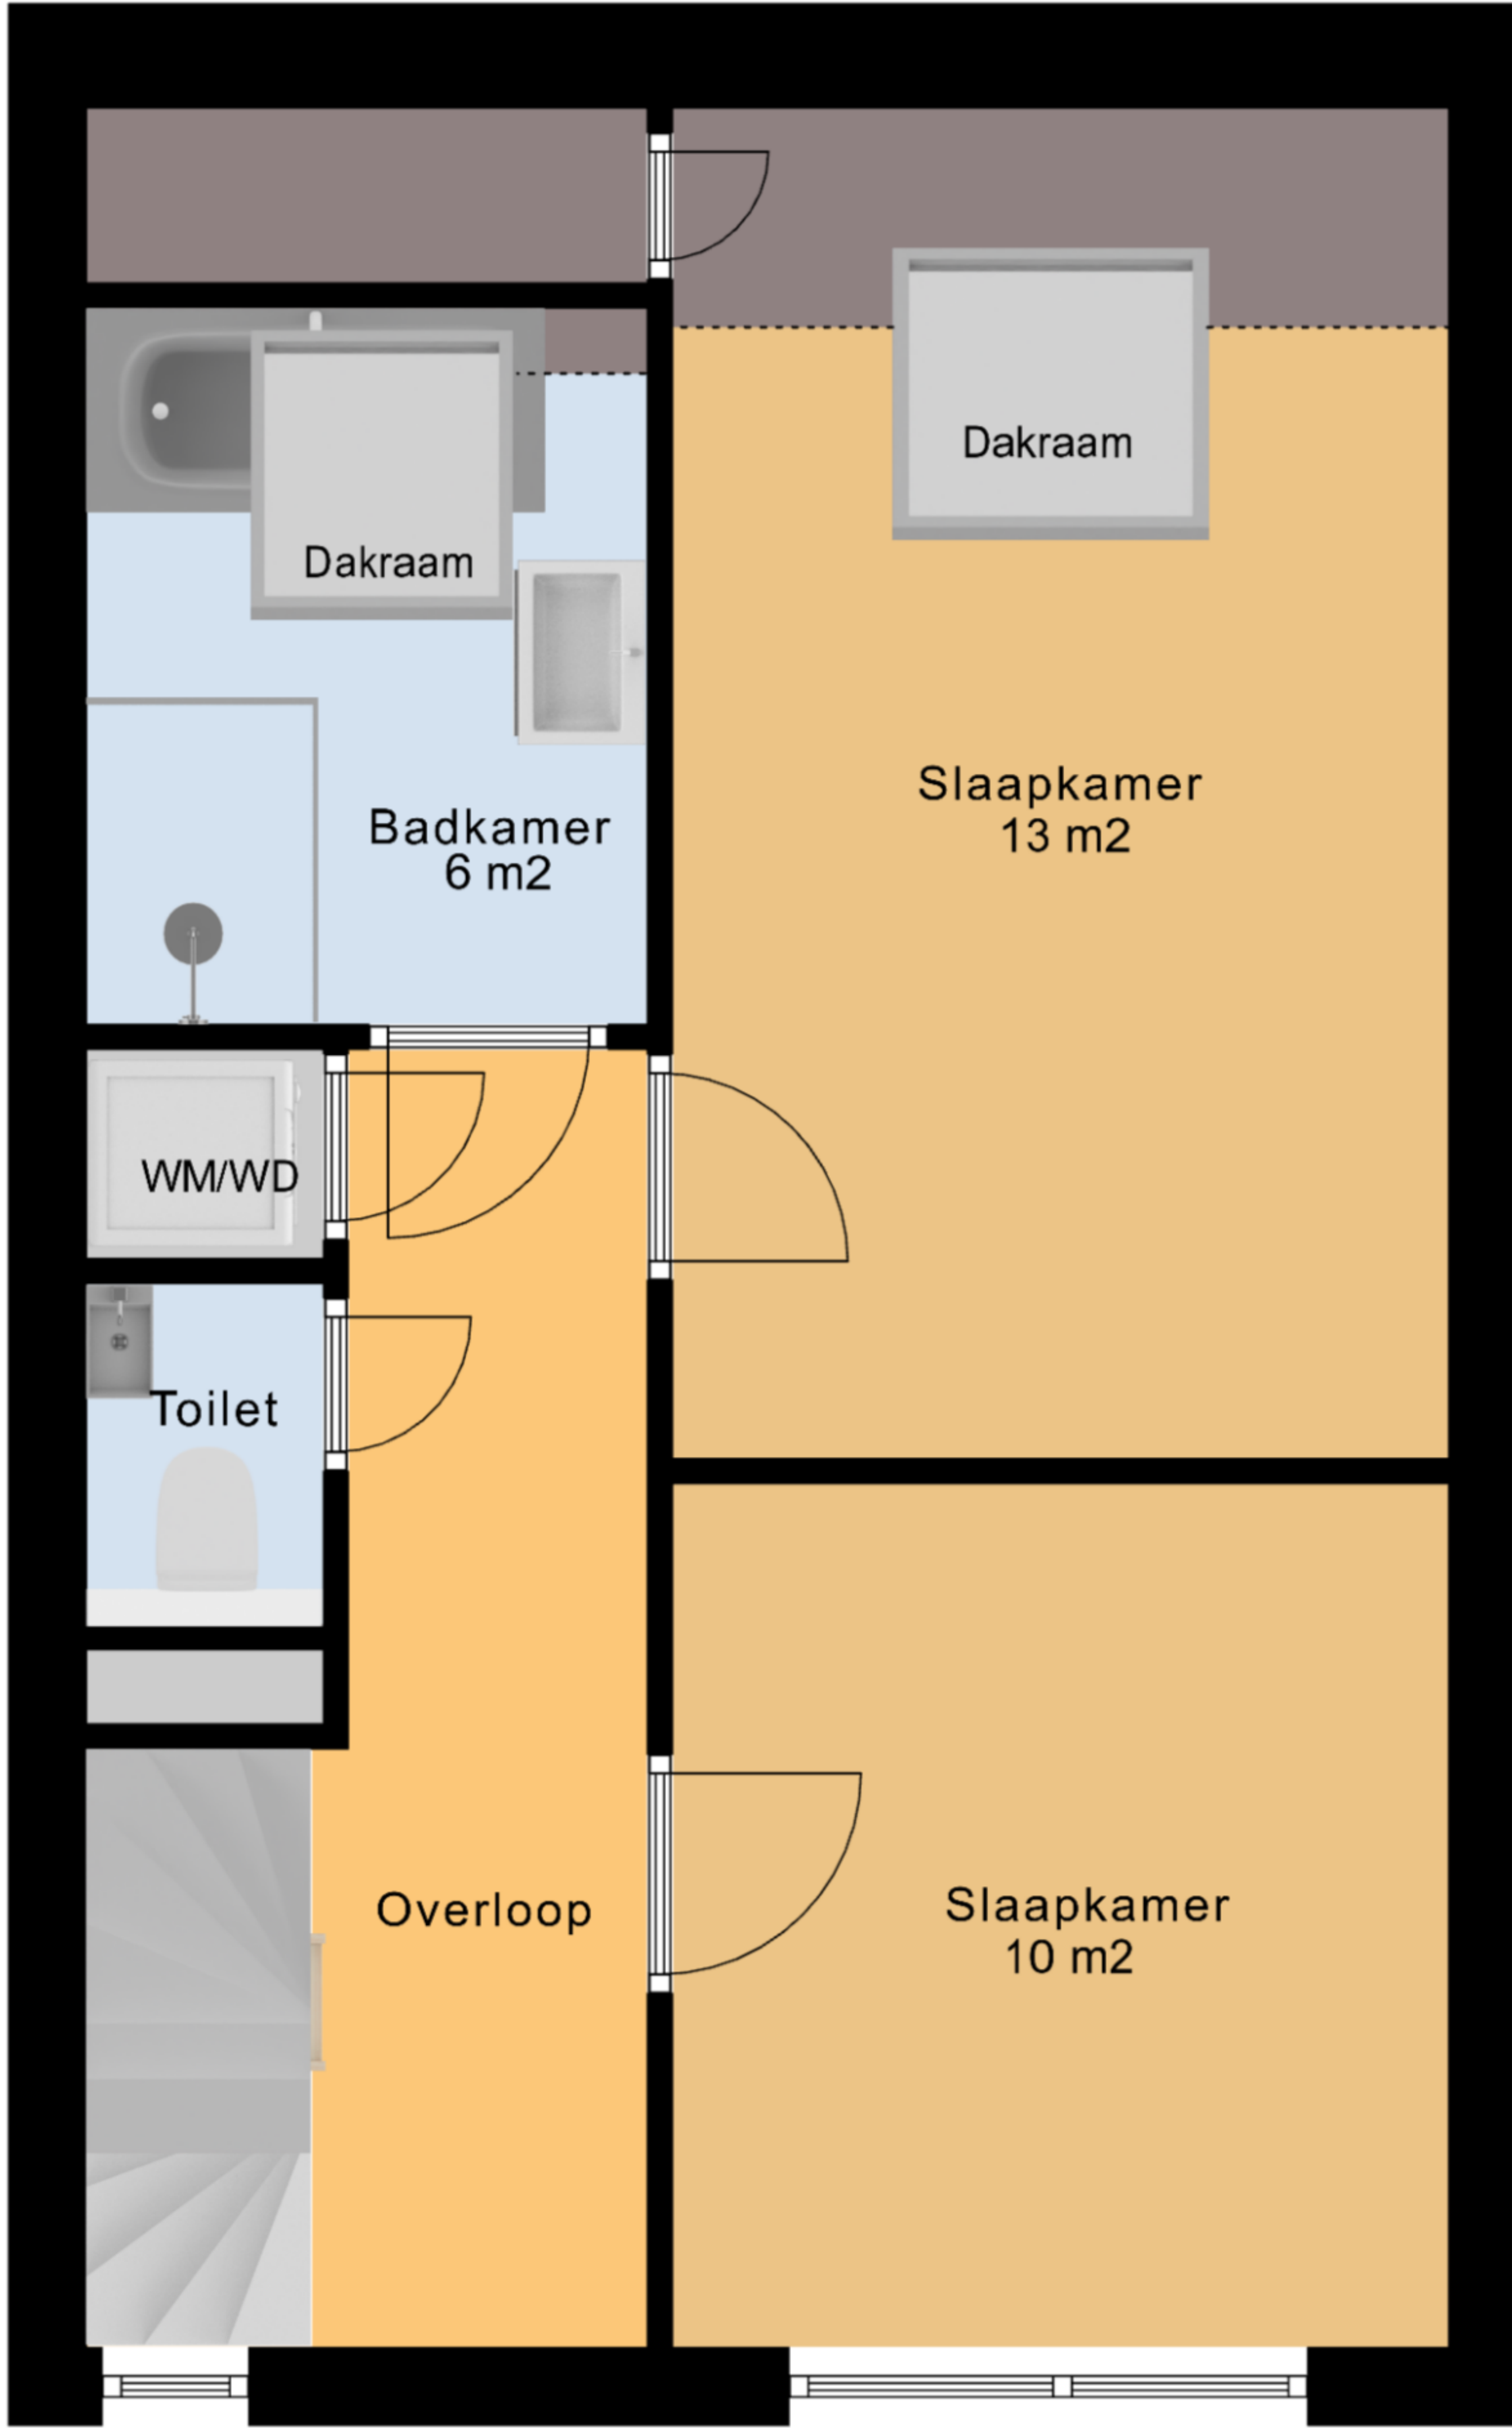 Dakraam
Dakraam
Slaapkamer
13 m2
Badkamer
6 m2
WM/WD
Toilet
Overloop
Slaapkamer
10 m2